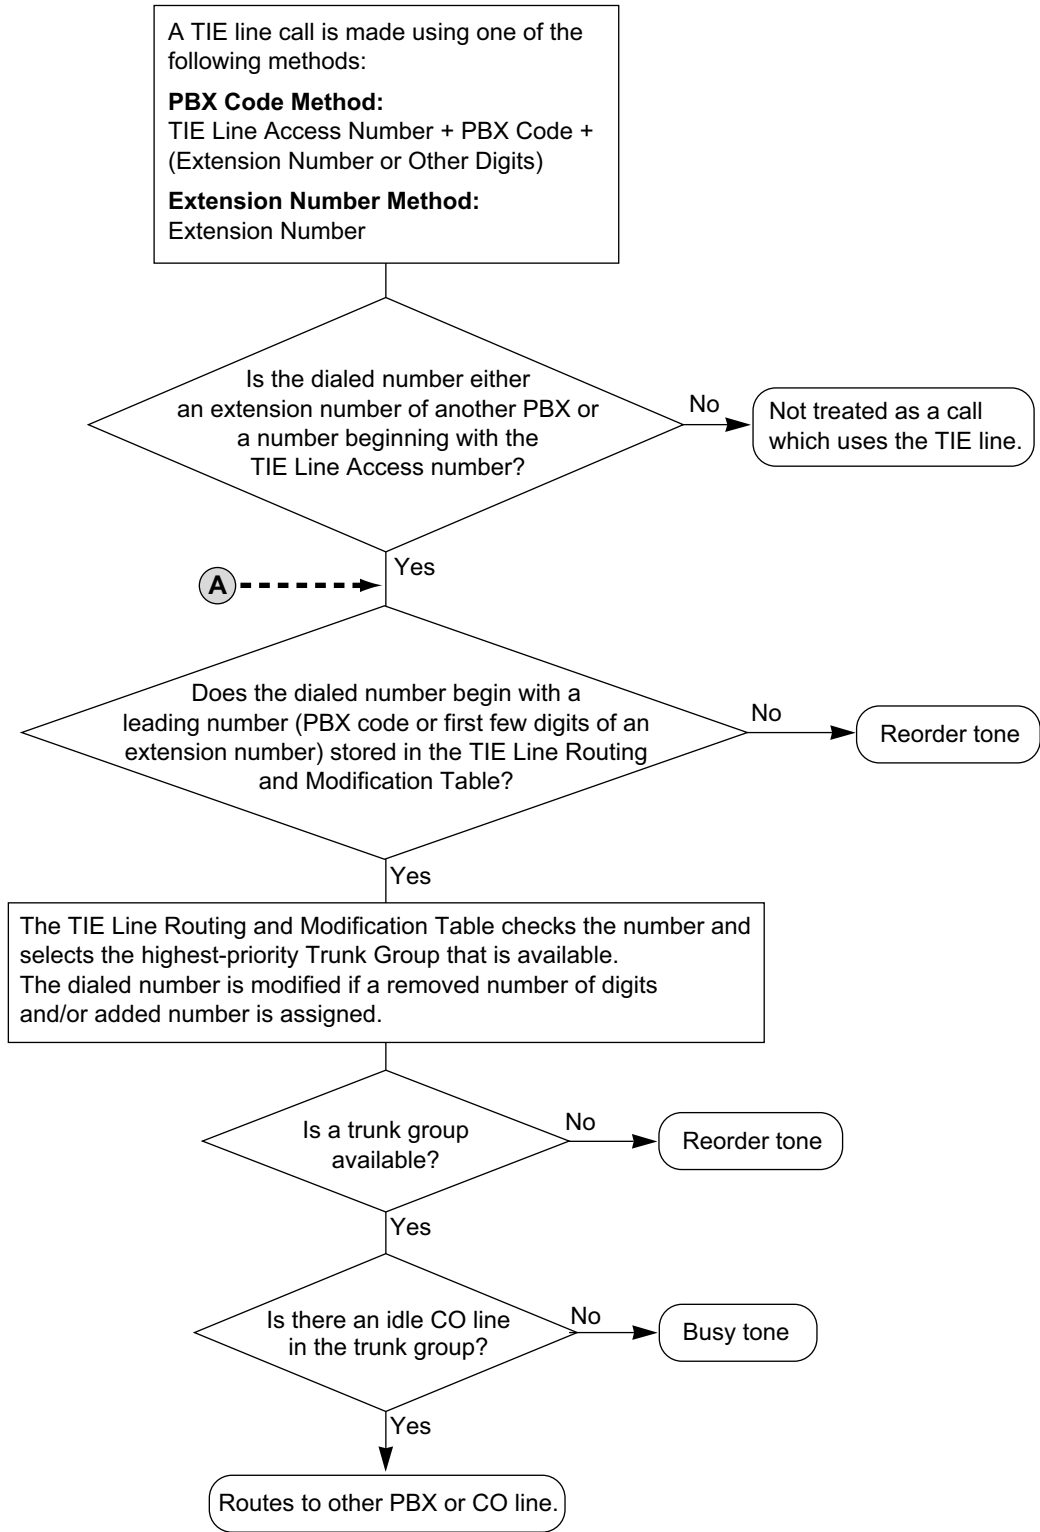 A TIE line call is made using one of the
following methods:
PBX Code Method:
TIE Line Access Number + PBX Code +
(Extension Number or Other Digits)
Extension Number Method:
Extension Number
Is the dialed number either
an extension number of another PBX or
a number beginning with the
TIE Line Access number?
No
Not treated as a call
which uses the TIE line.
Yes
A
Does the dialed number begin with a
leading number (PBX code or first few digits of an
extension number) stored in the TIE Line Routing
and Modification Table?
No
Reorder tone
Yes
The TIE Line Routing and Modification Table checks the number and
selects the highest-priority Trunk Group that is available.
The dialed number is modified if a removed number of digits
and/or added number is assigned.
Is a trunk group
available?
No
Reorder tone
Yes
Is there an idle CO line
in the trunk group?
No
Busy tone
Yes
Routes to other PBX or CO line.